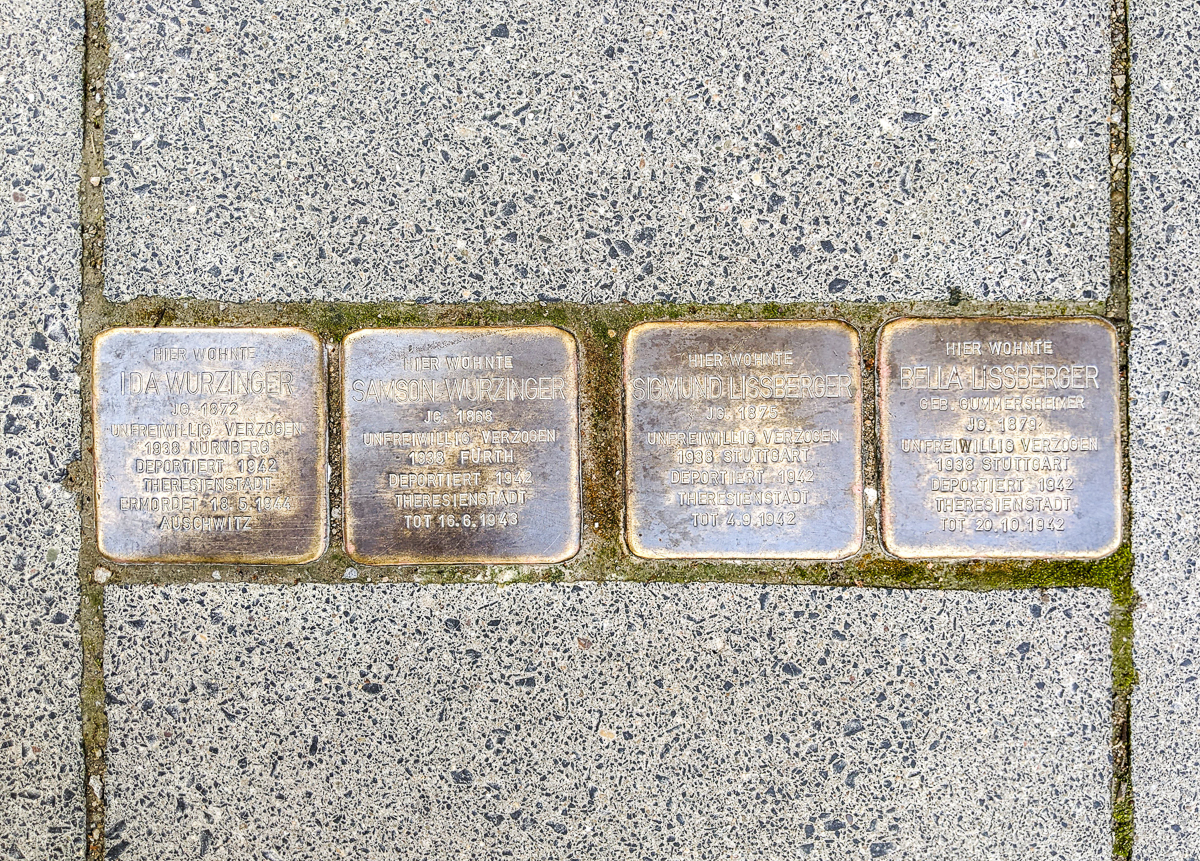 HIER WOHNTE
IDA WURZINGER
JG. 1872
UNFREIWILLIG VERZOGEN
1938 NÜRNBERG
DEPORTIERT 1942
THERESIENSTADT
ERMORDET 18.5.1944
AUSCHWITZ
HIER WOHNTE
SAMSON WURZINGER
JG. 1868
UNFREIWILLIG VERZOGEN
1938 FÜRTH
DEPORTIERT 1942
THERESIENSTADT
TOT 16.6.1943
HIER WOHNTE
SIGMUND LISSBERGER
JG. 1875
UNFREIWILLIG VERZOGEN
1938 STUTTGART
DEPORTIERT 1942
THERESIENSTADT
TOT 4.9.1942
HIER WOHNTE
BELLA LISSBERGER
GEB. GUMMERSHEIMER
JG. 1879
UNFREIWILLIG VERZOGEN
1938 STUTTGART
DEPORTIERT 1942
THERESIENSTADT
TOT 20.10.1942